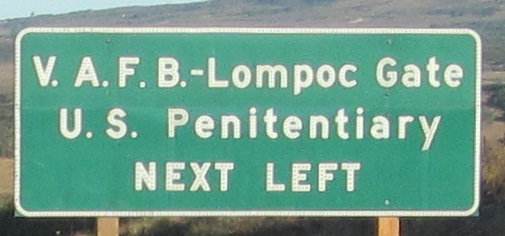 V. A. F. B.-Lompoc Gate
U. S. Penitentiary
NEXT LEFT